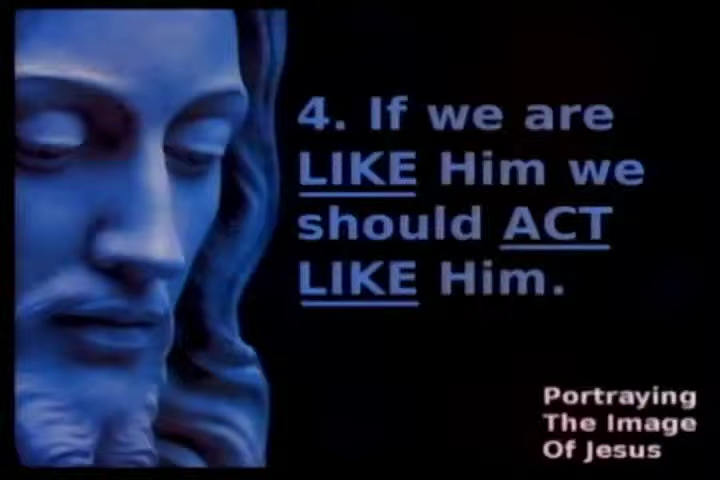 4. If we are
LIKE Him we
should ACT
LIKE Him.
Portraying
The Image
Of Jesus